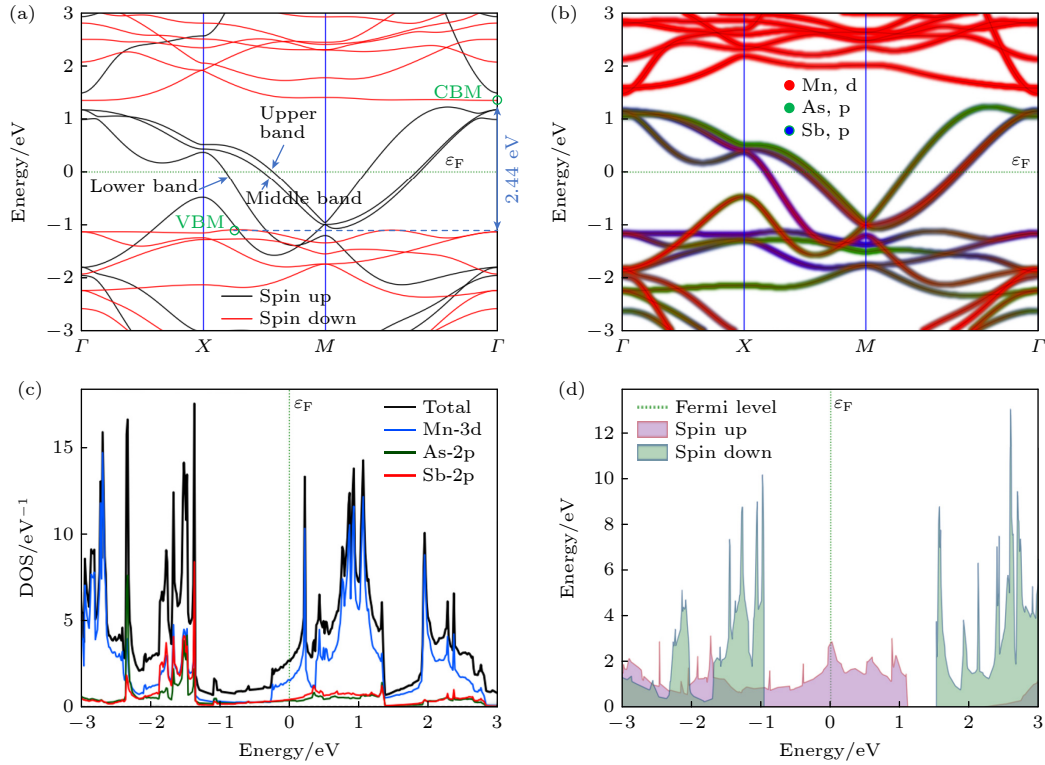 (a)
3
2
1
0
−1
−2
−3
Energy/eV
CBM
Upper
band
Lower band
Middle band
VBM
εF
2.44 eV
Spin up
Spin down
Γ
X
M
Γ
(b)
3
2
1
0
−1
−2
−3
Energy/eV
Mn, d
As, p
Sb, p
εF
Γ
X
M
Γ
(c)
15
10
5
0
DOS/eV−1
εF
Total
Mn-3d
As-2p
Sb-2p
−3
−2
−1
0
1
2
3
Energy/eV
(d)
12
10
8
6
4
2
0
Energy/eV
εF
Fermi level
Spin up
Spin down
−3
−2
−1
0
1
2
3
Energy/eV